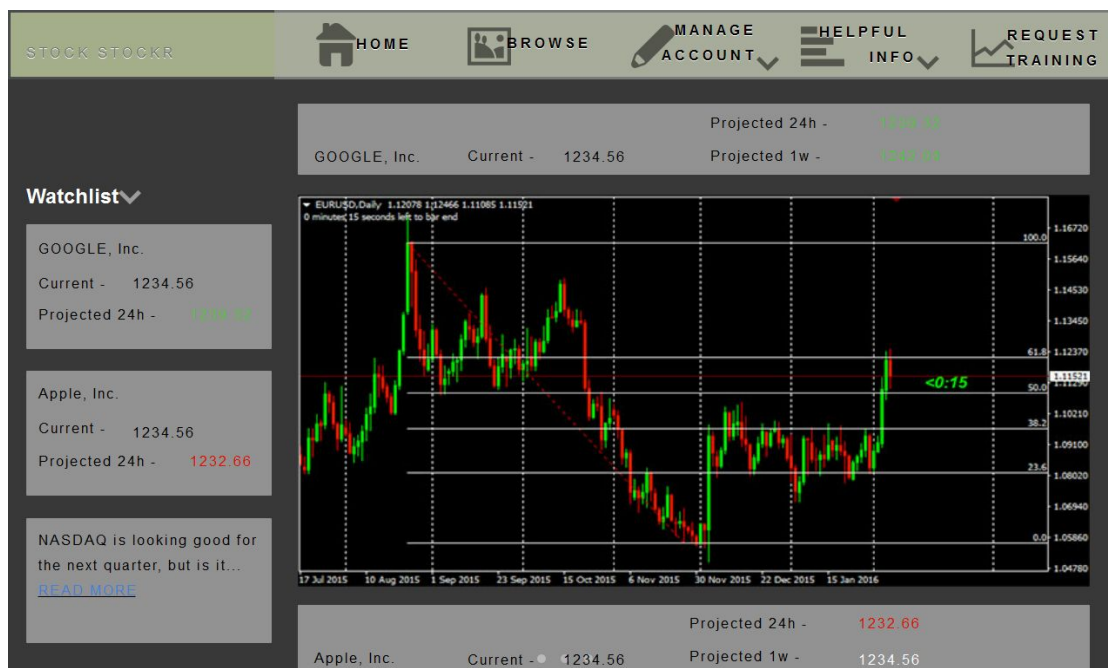 STOCK STOCKR
HOME
BROWSE
MANAGE
ACCOUNT
HELPFUL
INFO
REQUEST
TRAINING
Projected 24h -
GOOGLE, Inc. Current - 1234.56 Projected 1w -
Watchlist
GOOGLE, Inc.
Current - 1234.56
Projected 24h -
Apple, Inc.
Current - 1234.56
Projected 24h - 1232.66
NASDAQ is looking good for
the next quarter, but is it...
READ MORE
EURUSD,Daily 1.12078 1.12466 1.11085 1.11521
0 minutes, 15 seconds left to bar end
100.0
61.8
50.0
38.2
23.6
0.0
<0:15
1.16720
1.15640
1.14530
1.13450
1.12370
1.11521
1.11290
1.10210
1.09100
1.08020
1.06940
1.05860
1.04780
17 Jul 2015 10 Aug 2015 1 Sep 2015 23 Sep 2015 15 Oct 2015 6 Nov 2015 30 Nov 2015 22 Dec 2015 15 Jan 2016
Projected 24h - 1232.66
Apple, Inc. Current - 1234.56 Projected 1w - 1234.56